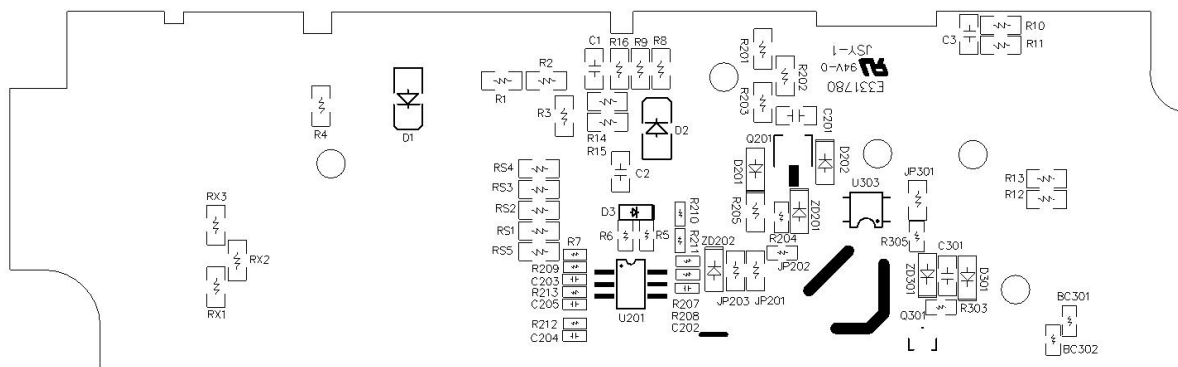 C1
R16
R9
R8
R201
R202
R203
JSY-1
94V-0
E331780
C3
R10
R11
R2
R1
R3
R4
D1
R14
R15
D2
C201
Q201
D201
D202
C2
RS4
RS3
RS2
RS1
RS5
U303
JP301
R13
R12
RX3
RX2
RX1
D3
R6
R5
R210
R211
R205
R204
ZD201
ZD202
JP202
R305
C301
R7
R209
C203
R213
C205
R212
C204
U201
R207
R208
C202
JP203
JP201
ZD301
D301
R303
Q301
BC301
BC302